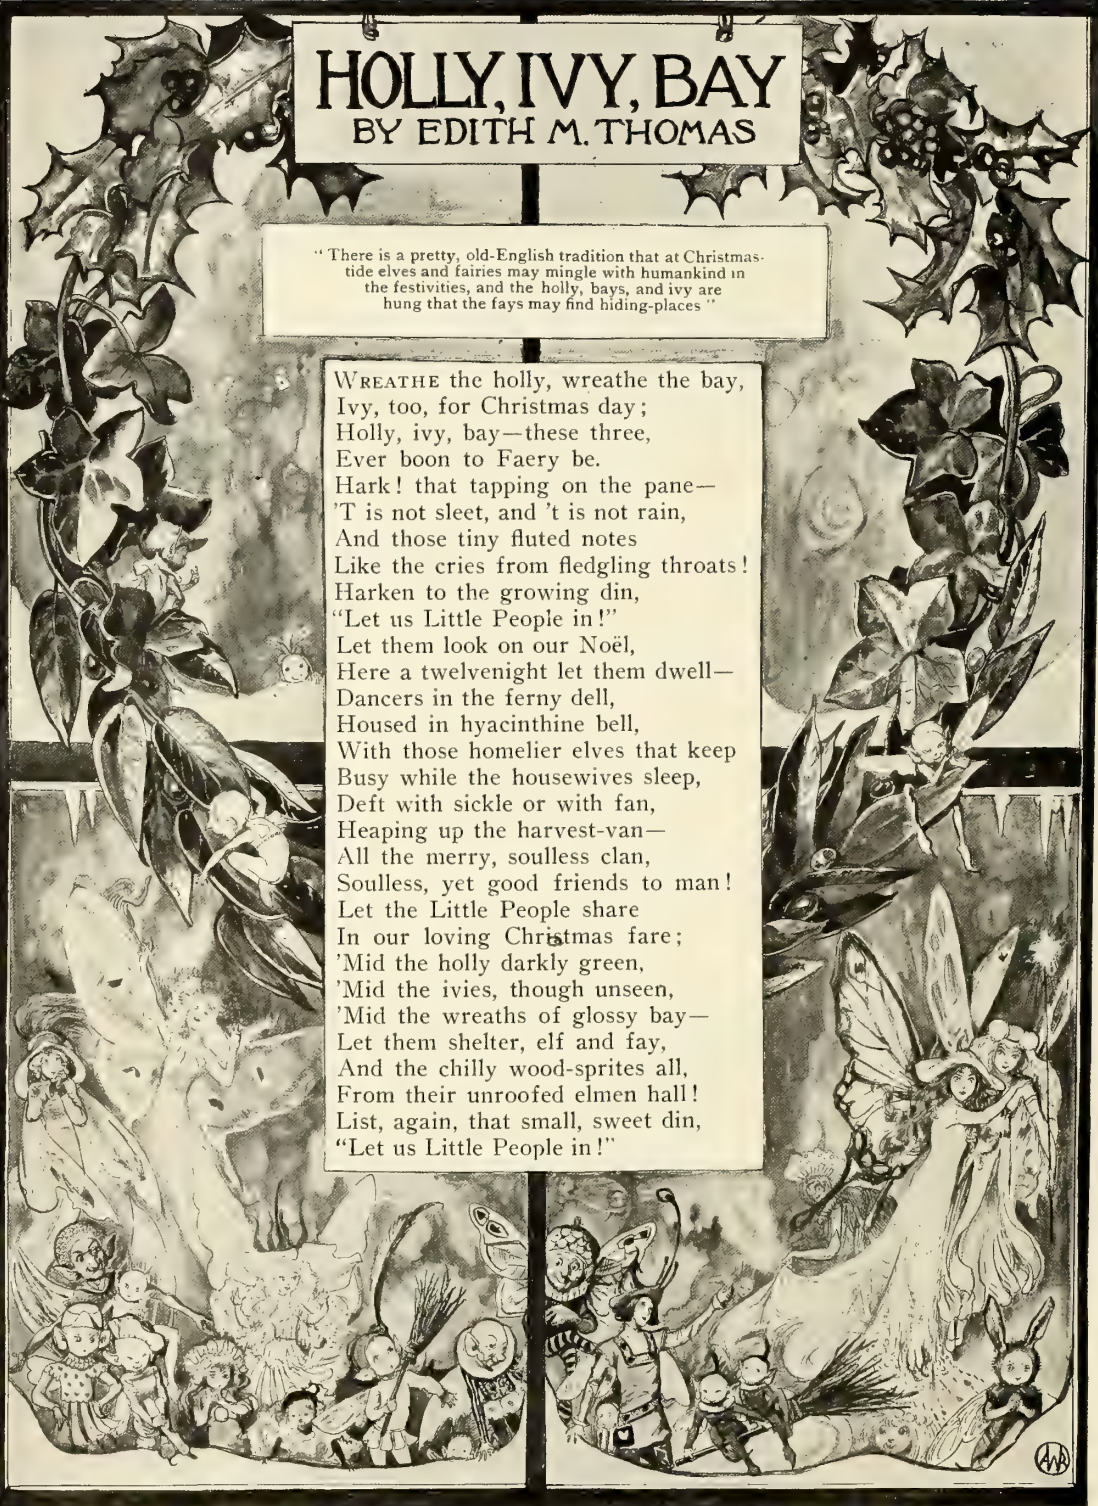 HOLLY, IVY, BAY
BY EDITH M. THOMAS
" There is a pretty, old-English tradition that at Christmas-
tide elves and fairies may mingle with humankind in
the festivities, and the holly, bays, and ivy are
hung that the fays may find hiding-places "
WREATHE the holly, wreathe the bay,
Ivy, too, for Christmas day;
Holly, ivy, bay—these three,
Ever boon to Faery be.
Hark! that tapping on the pane—
'T is not sleet, and 't is not rain,
And those tiny fluted notes
Like the cries from fledgling throats!
Harken to the growing din,
"Let us Little People in!"
Let them look on our Noël,
Here a twelvenight let them dwell—
Dancers in the ferny dell,
Housed in hyacinthine bell,
With those homelier elves that keep
Busy while the housewives sleep,
Deft with sickle or with fan,
Heaping up the harvest-van—
All the merry, soulless clan,
Soulless, yet good friends to man!
Let the Little People share
In our loving Christmas fare;
'Mid the holly darkly green,
'Mid the ivies, though unseen,
'Mid the wreaths of glossy bay—
Let them shelter, elf and fay,
And the chilly wood-sprites all,
From their unroofed elmen hall!
List, again, that small, sweet din,
"Let us Little People in!"